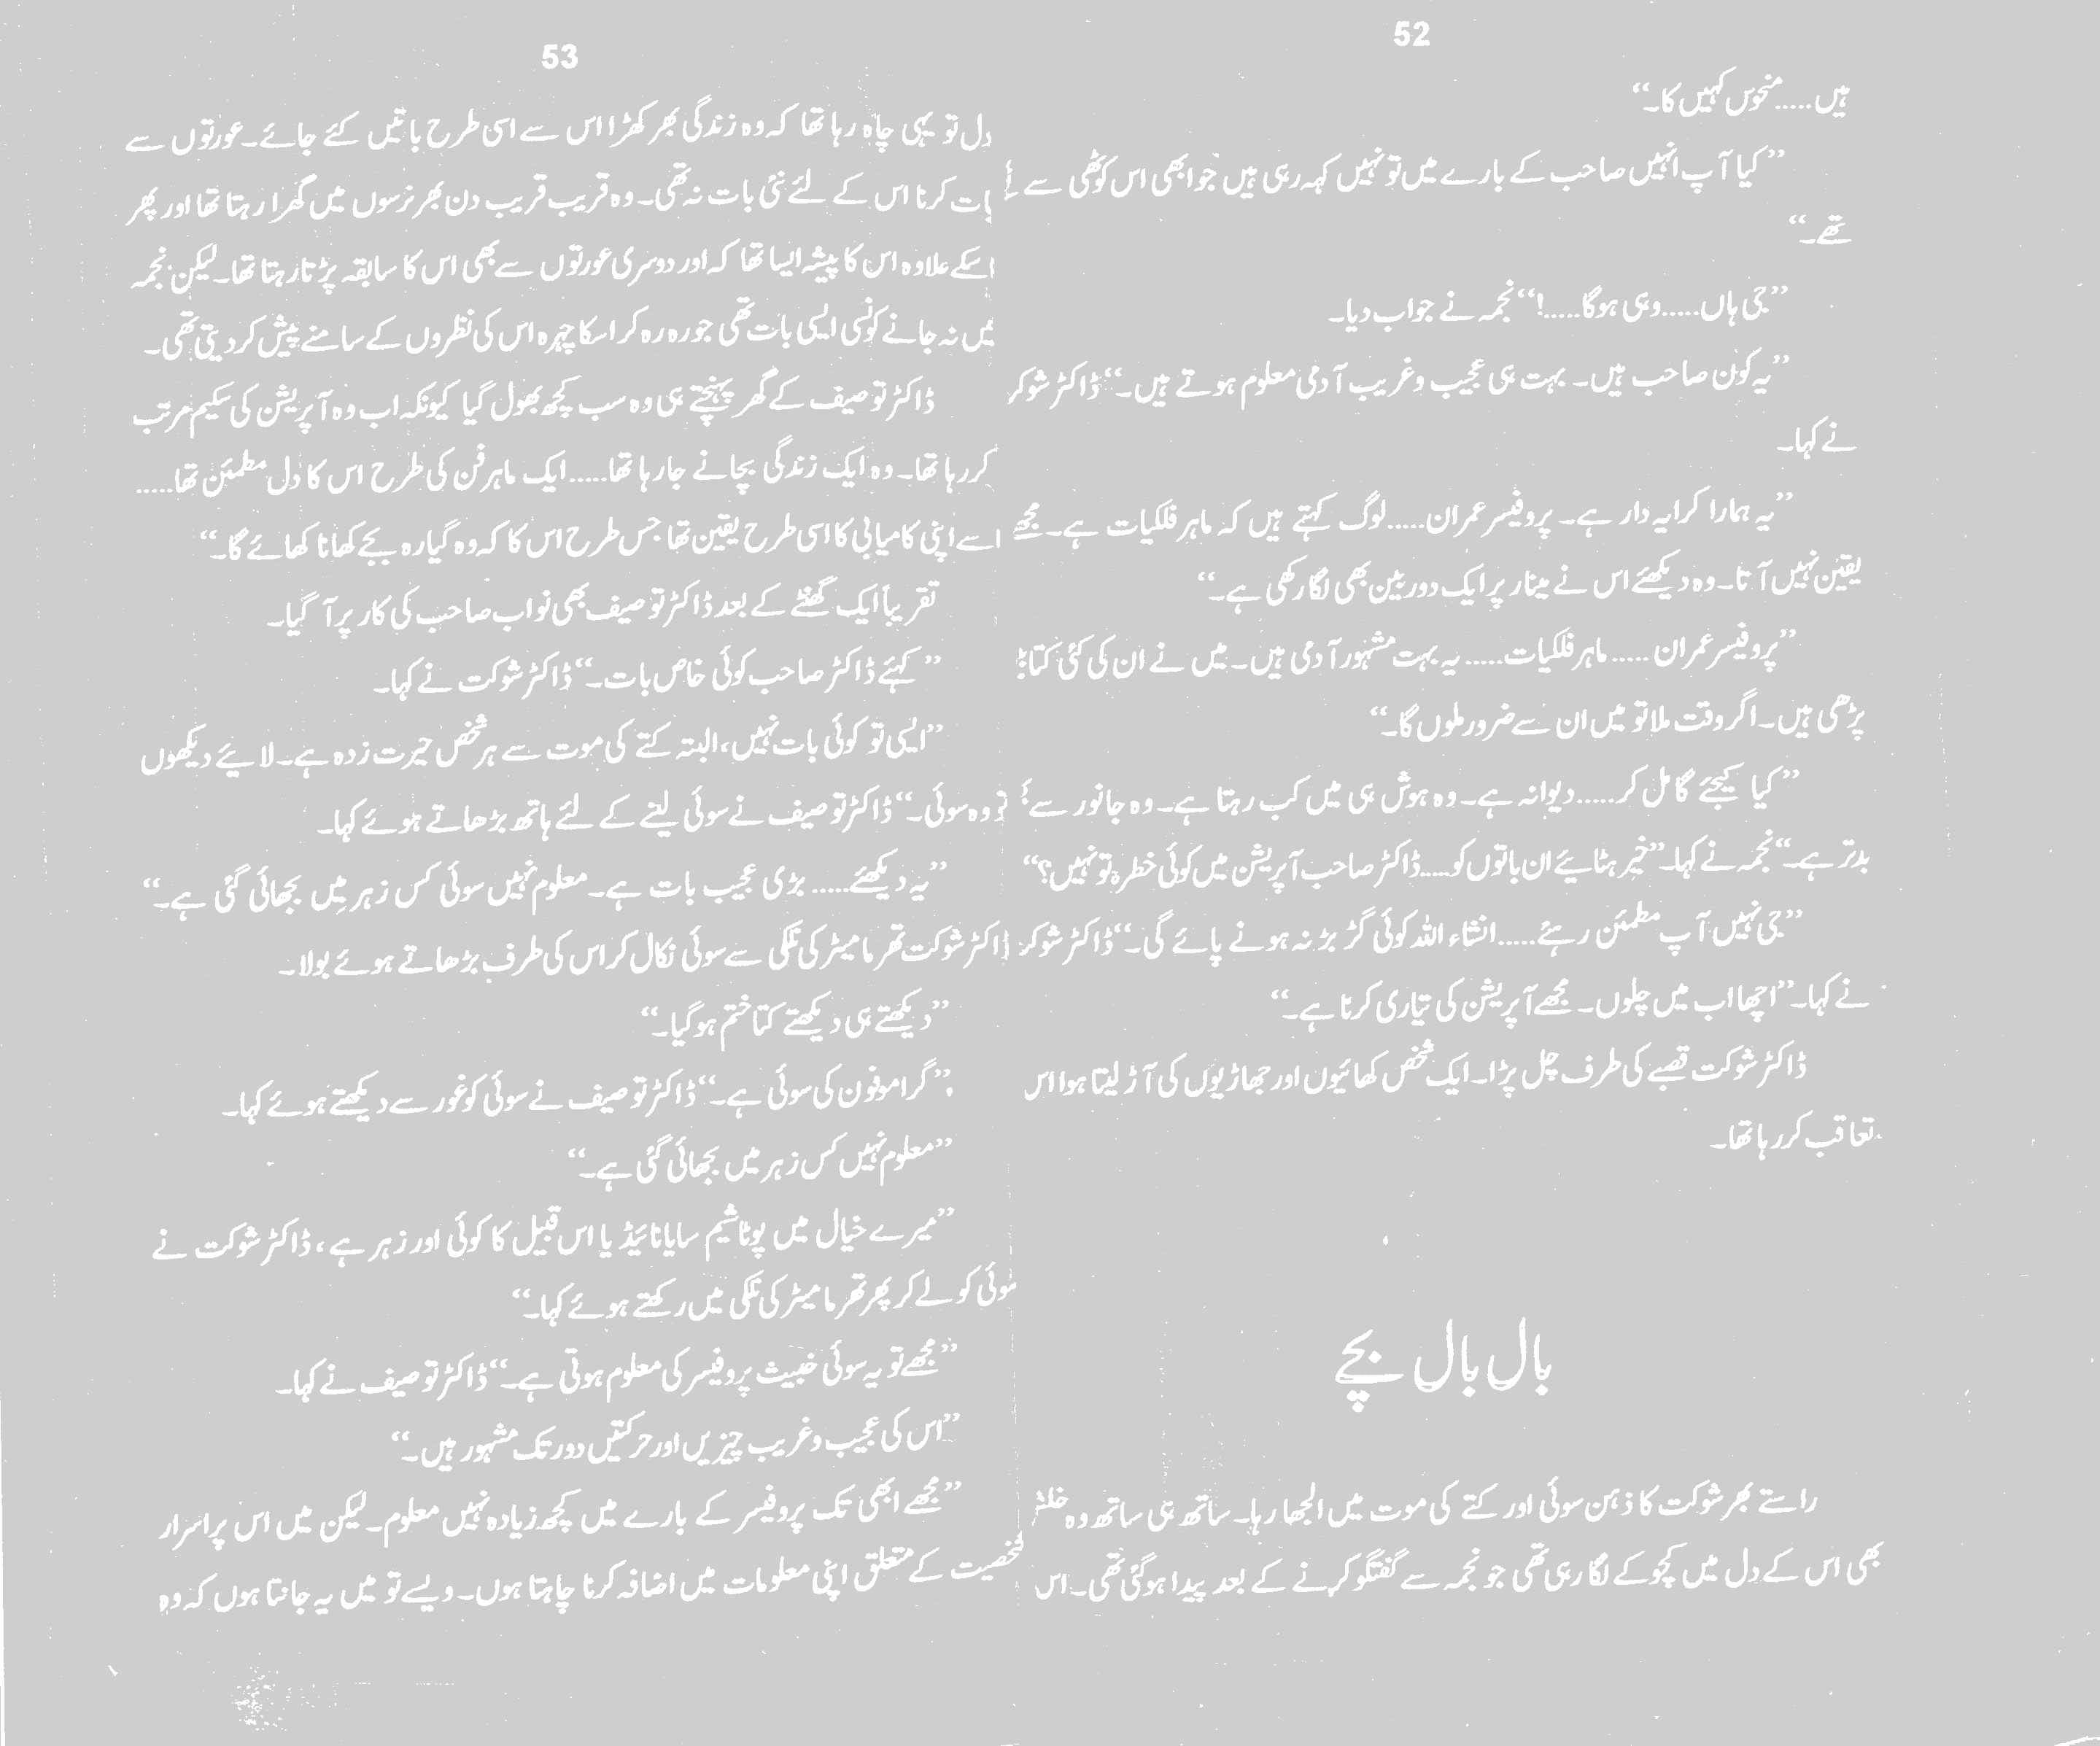 52
ہیں.....منحوس کہیں کا۔“
”کیا آپ انہیں صاحب کے بارے میں تو نہیں کہہ رہی ہیں جو ابھی اس کوٹھی سے
تھے۔“
”جی ہاں.....وہی ہوگا.....!“ نجمہ نے جواب دیا۔
”یہ کون صاحب ہیں۔ بہت ہی عجیب و غریب آدمی معلوم ہوتے ہیں۔“ ڈاکٹر شوکر
نے کہا۔
”یہ ہمارا کرایہ دار ہے۔ پروفیسر عمران.....لوگ کہتے ہیں کہ ماہر فلکیات ہے۔ مجھے
یقین نہیں آتا۔ وہ دیکھئے اس نے مینار پر ایک دوربین بھی لگا رکھی ہے۔“
”پروفیسر عمران.....ماہر فلکیات.....یہ بہت مشہور آدمی ہیں۔ میں نے ان کی کئی کتابـ
پڑھی ہیں۔ اگر وقت ملا تو میں ان سے ضرور ملوں گا۔“
”کیا کیجئے گا مل کر.....دیوانہ ہے۔ وہ ہوش ہی میں کب رہتا ہے۔ وہ جانور سے
بدتر ہے۔“ نجمہ نے کہا۔ ”خیر ہٹایئے ان باتوں کو.....ڈاکٹر صاحب آپریشن میں کوئی خطرہ تو نہیں؟“
”جی نہیں آپ مطمئن رہئے.....انشاء اللہ کوئی گڑبڑ نہ ہونے پائے گی۔“ ڈاکٹر شوکـ
نے کہا۔ ”اچھا اب میں چلوں۔ مجھے آپریشن کی تیاری کرنا ہے۔“
ڈاکٹر شوکت قصبے کی طرف چل پڑا۔ ایک شخص کھائیوں اور جھاڑیوں کی آڑ لیتا ہوا اس
تعاقب کر رہا تھا۔
بال بال بچے
راستے بھر شوکت کا ذہن سوئی اور کتے کی موت میں الجھا رہا۔ ساتھ ہی ساتھ وہ خلش
بھی اس کے دل میں کچوکے لگا رہی تھی جو نجمہ سے گفتگو کرنے کے بعد پیدا ہو گئی تھی۔ اس
53
دل تو یہی چاہ رہا تھا کہ وہ زندگی بھر کھڑا اس سے اسی طرح باتیں کئے جائے۔ عورتوں سے
بات کرنا اس کے لئے نئی بات نہ تھی۔ وہ قریب قریب دن بھر نرسوں میں گھرا رہتا تھا اور پھر
اسکے علاوہ اس کا پیشہ ایسا تھا کہ اور دوسری عورتوں سے بھی اس کا سابقہ پڑتا رہتا تھا۔ لیکن نجمہ
میں نہ جانے کونسی ایسی بات تھی جو رہ رہ کر اس کا چہرہ اس کی نظروں کے سامنے پیش کر دیتی تھی۔
ڈاکٹر توصیف کے گھر پہنچتے ہی وہ سب کچھ بھول گیا کیونکہ اب وہ آپریشن کی سکیم مرتب
کر رہا تھا۔ وہ ایک زندگی بچانے جا رہا تھا.....ایک ماہر فن کی طرح اس کا دل مطمئن تھا.....
اسے اپنی کامیابی کا اسی طرح یقین تھا جس طرح اس کا کہ وہ گیارہ بجے کھانا کھائے گا۔“
تقریباً ایک گھنٹے کے بعد ڈاکٹر توصیف بھی نواب صاحب کی کار پر آ گیا۔
”کہئے ڈاکٹر صاحب کوئی خاص بات۔“ ڈاکٹر شوکت نے کہا۔
”ایسی تو کوئی بات نہیں، البتہ کتے کی موت سے ہر شخص حیرت زدہ ہے۔ لایئے دیکھوں
تو وہ سوئی۔“ ڈاکٹر توصیف نے سوئی لینے کے لئے ہاتھ بڑھاتے ہوئے کہا۔
”یہ دیکھئے.....بڑی عجیب بات ہے۔ معلوم نہیں سوئی کس زہر میں بجھائی گئی ہے۔“
ڈاکٹر شوکت تھرمامیٹر کی نلکی سے سوئی نکال کر اس کی طرف بڑھاتے ہوئے بولا۔
”دیکھتے ہی دیکھتے کتا ختم ہو گیا۔“
”گراموفون کی سوئی ہے۔“ ڈاکٹر توصیف نے سوئی کو غور سے دیکھتے ہوئے کہا۔
”معلوم نہیں کس زہر میں بجھائی گئی ہے۔“
”میرے خیال میں پوٹاشیم سایانائیڈ یا اس قبیل کا کوئی اور زہر ہے، ڈاکٹر شوکت نے
سوئی کو لے کر پھر تھرمامیٹر کی نلکی میں رکھتے ہوئے کہا۔“
”مجھے تو یہ سوئی خبیث پروفیسر کی معلوم ہوتی ہے۔“ ڈاکٹر توصیف نے کہا۔
”اس کی عجیب و غریب چیزیں اور حرکتیں دور تک مشہور ہیں۔“
”مجھے ابھی تک پروفیسر کے بارے میں کچھ زیادہ نہیں معلوم۔ لیکن میں اس پراسرار
شخصیت کے متعلق اپنی معلومات میں اضافہ کرنا چاہتا ہوں۔ ویسے تو میں یہ جانتا ہوں کہ وہ